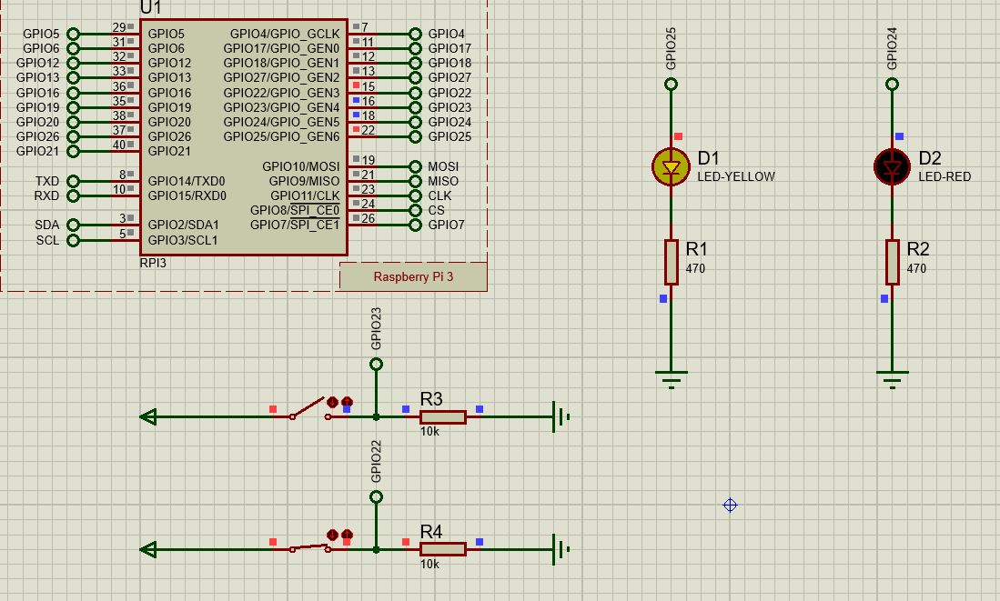 U1
GPIO5 29 GPIO5 GPIO4/GPIO_GCLK 7 GPIO4
GPIO6 31 GPIO6 GPIO17/GPIO_GEN0 11 GPIO17
GPIO12 32 GPIO12 GPIO18/GPIO_GEN1 12 GPIO18
GPIO13 33 GPIO13 GPIO27/GPIO_GEN2 13 GPIO27
GPIO16 36 GPIO16 GPIO22/GPIO_GEN3 15 GPIO22
GPIO19 35 GPIO19 GPIO23/GPIO_GEN4 16 GPIO23
GPIO20 38 GPIO20 GPIO24/GPIO_GEN5 18 GPIO24
GPIO26 37 GPIO26 GPIO25/GPIO_GEN6 22 GPIO25
GPIO21 40 GPIO21
GPIO10/MOSI 19 MOSI
TXD 8 GPIO14/TXD0 GPIO9/MISO 21 MISO
RXD 10 GPIO15/RXD0 GPIO11/CLK 23 CLK
GPIO8/SPI_CE0 24 CS
SDA 3 GPIO2/SDA1 GPIO7/SPI_CE1 26 GPIO7
SCL 5 GPIO3/SCL1
RPI3
Raspberry Pi 3
GPIO25
D1
LED-YELLOW
R1
470
GPIO24
D2
LED-RED
R2
470
GPIO23
R3
10k
GPIO22
R4
10k